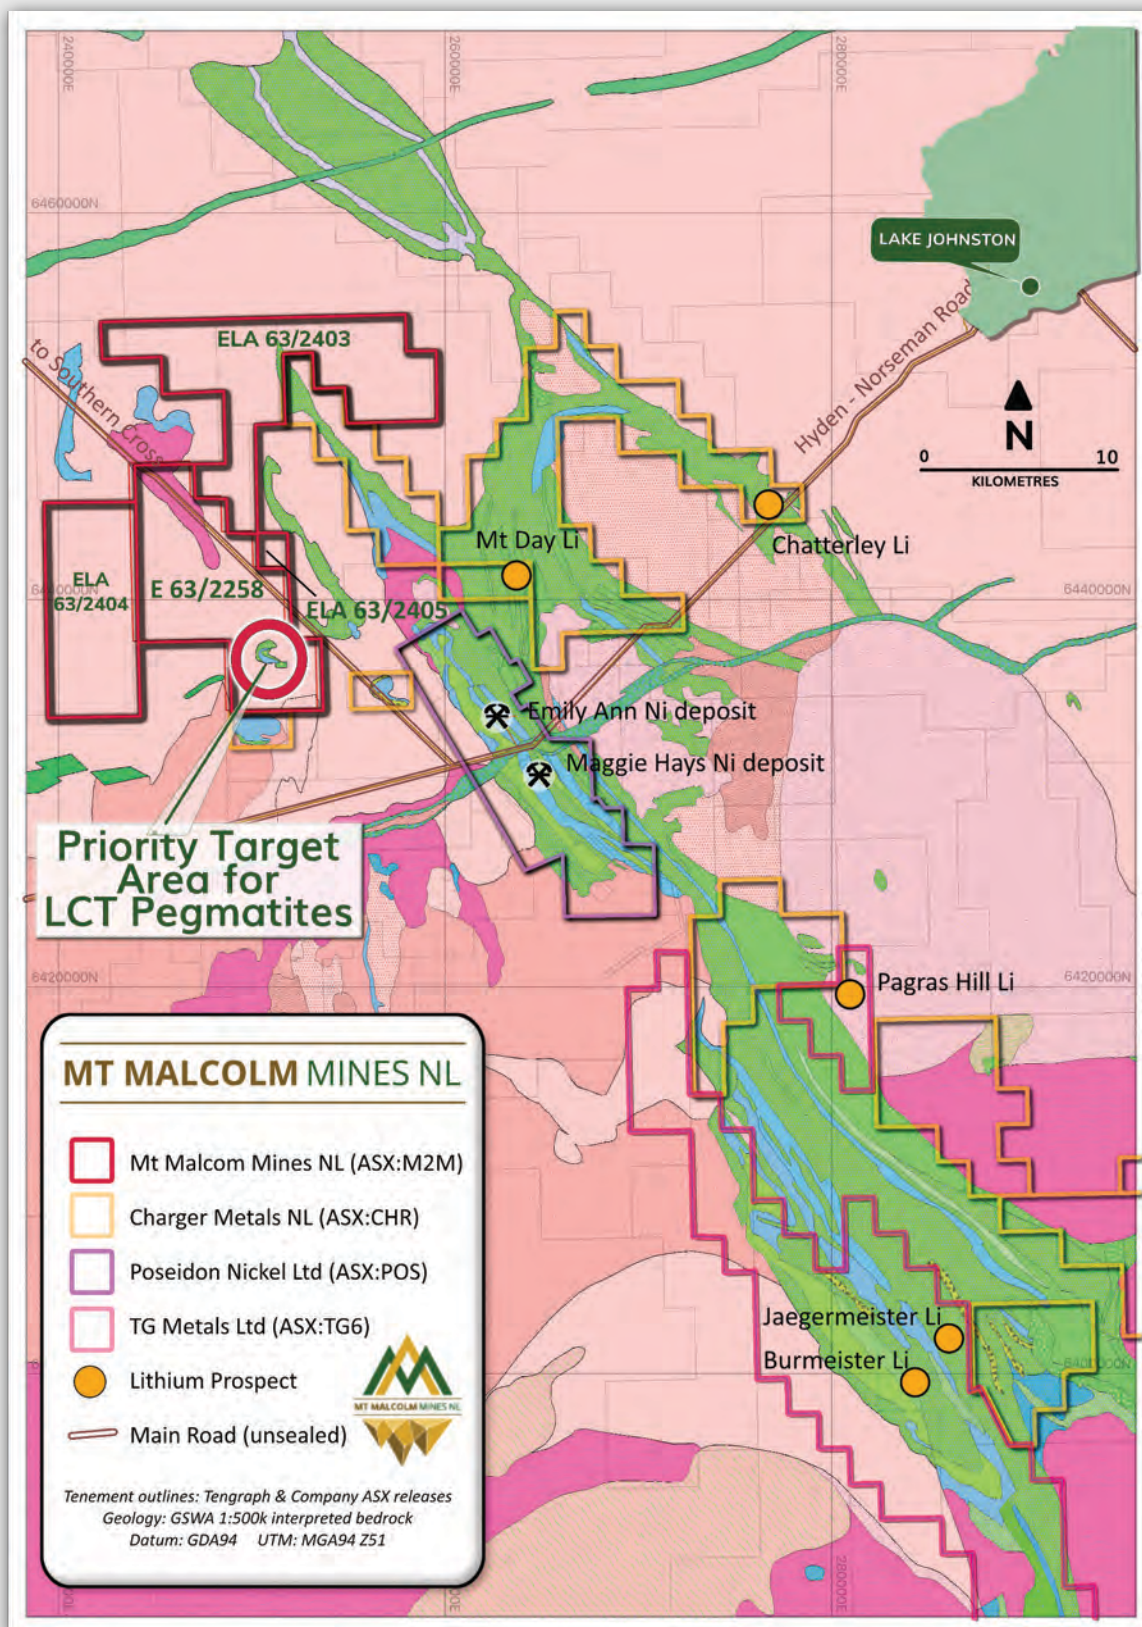 240000E
260000E
280000E
6460000N
LAKE JOHNSTON
ELA 63/2403
to Southern Cross
Hyden - Norseman Road
N
0 10
KILOMETRES
Mt Day Li
Chatterley Li
ELA
63/2404
E 63/2258
ELA 63/2405
6440000N
Emily Ann Ni deposit
Maggie Hays Ni deposit
Priority Target
Area for
LCT Pegmatites
6420000N
6420000N
Pagras Hill Li
MT MALCOLM MINES NL
Mt Malcom Mines NL (ASX:M2M)
Charger Metals NL (ASX:CHR)
Poseidon Nickel Ltd (ASX:POS)
TG Metals Ltd (ASX:TG6)
Lithium Prospect
Main Road (unsealed)
MT MALCOLM MINES NL
Tenement outlines: Tengraph & Company ASX releases
Geology: GSWA 1:500k interpreted bedrock
Datum: GDA94 UTM: MGA94 Z51
Jaegermeister Li
Burmeister Li
6400000N
280000E